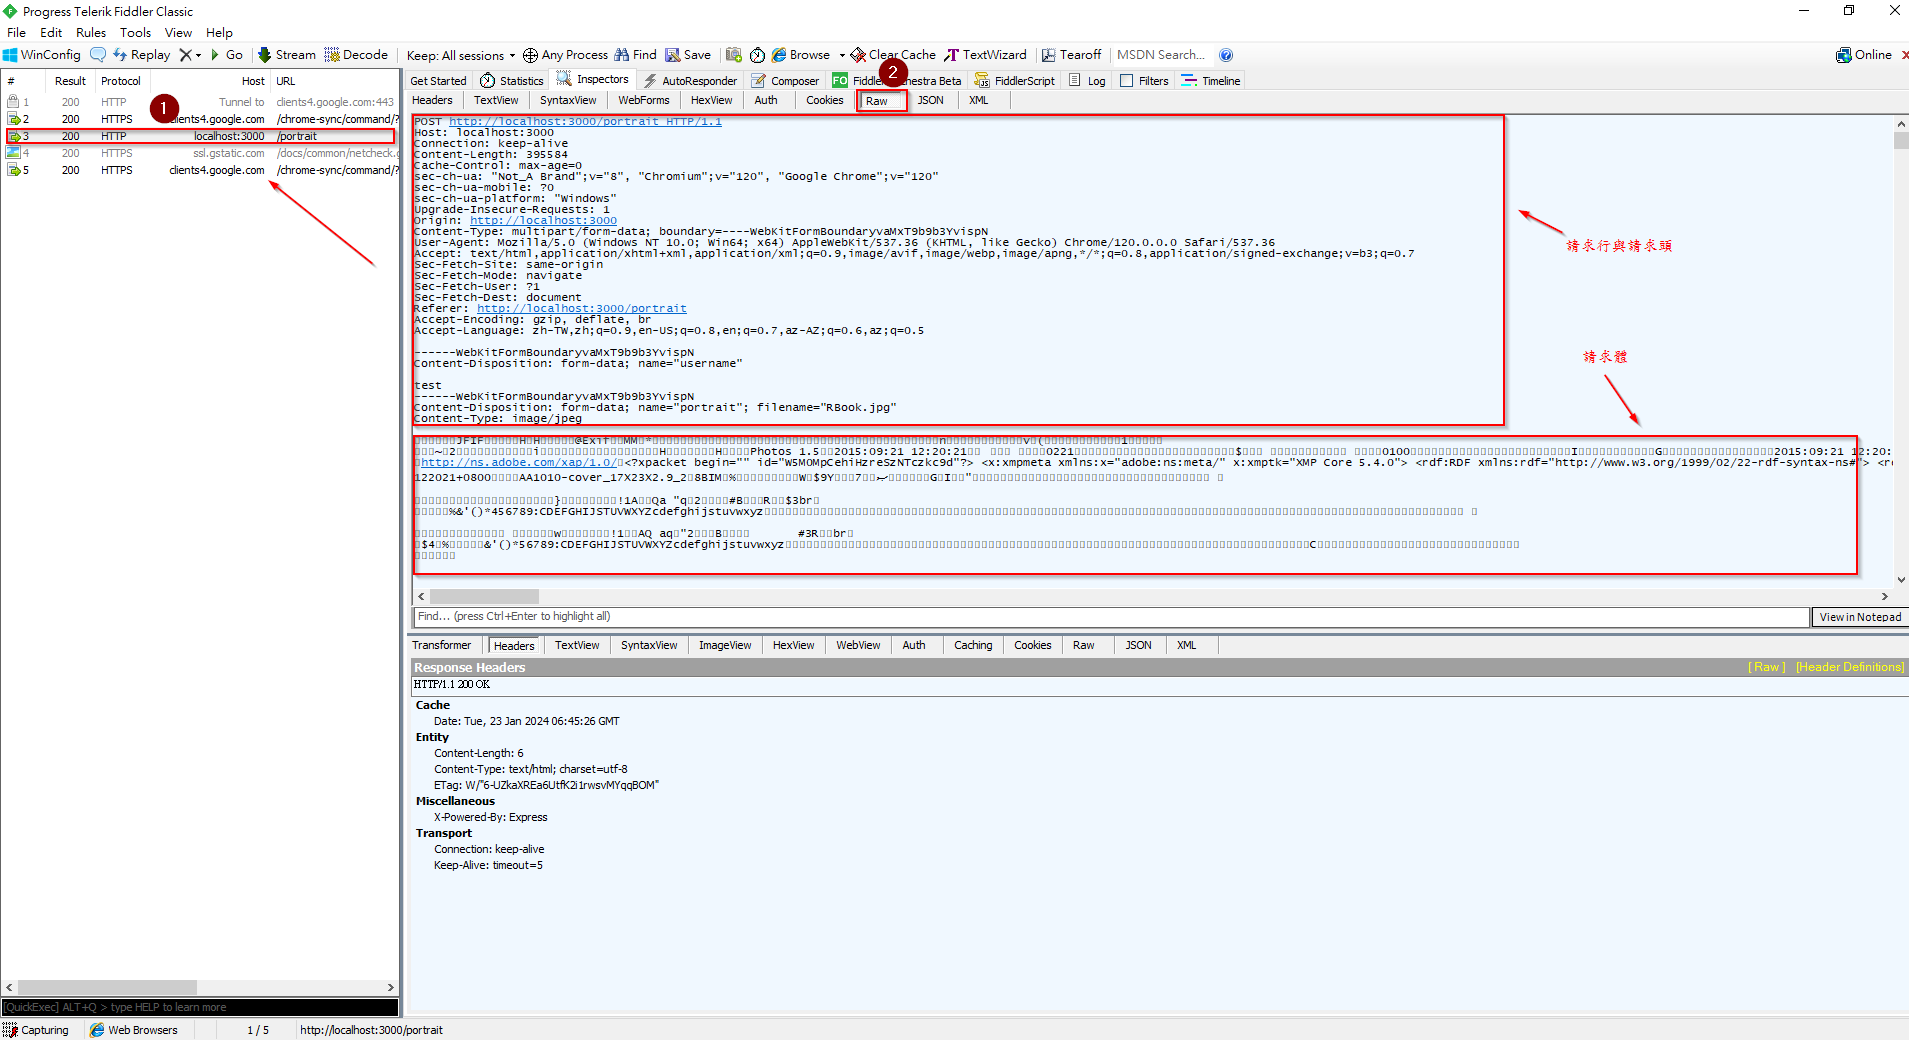 Progress Telerik Fiddler Classic
File Edit Rules Tools View Help
WinConfig Replay Go Stream Decode Keep: All sessions Any Process Find Save Browse Clear Cache TextWizard Tearoff MSDN Search... Online
# Result Protocol Host URL
1 200 HTTP Tunnel to clients4.google.com:443
2 200 HTTPS clients4.google.com /chrome-sync/command/?
3 200 HTTP localhost:3000 /portrait
4 200 HTTPS ssl.gstatic.com /docs/common/netcheck.g
5 200 HTTPS clients4.google.com /chrome-sync/command/?
1
2
Get Started Statistics Inspectors AutoResponder Composer FO Fiddler Orchestra Beta FiddlerScript Log Filters Timeline
Headers TextView SyntaxView WebForms HexView Auth Cookies Raw JSON XML
POST http://localhost:3000/portrait HTTP/1.1
Host: localhost:3000
Connection: keep-alive
Content-Length: 395584
Cache-Control: max-age=0
sec-ch-ua: "Not_A Brand";v="8", "Chromium";v="120", "Google Chrome";v="120"
sec-ch-ua-mobile: ?0
sec-ch-ua-platform: "Windows"
Upgrade-Insecure-Requests: 1
Origin: http://localhost:3000
Content-Type: multipart/form-data; boundary=----WebKitFormBoundaryvaMxT9b9b3YvispN
User-Agent: Mozilla/5.0 (Windows NT 10.0; Win64; x64) AppleWebKit/537.36 (KHTML, like Gecko) Chrome/120.0.0.0 Safari/537.36
Accept: text/html,application/xhtml+xml,application/xml;q=0.9,image/avif,image/webp,image/apng,*/*;q=0.8,application/signed-exchange;v=b3;q=0.7
Sec-Fetch-Site: same-origin
Sec-Fetch-Mode: navigate
Sec-Fetch-User: ?1
Sec-Fetch-Dest: document
Referer: http://localhost:3000/portrait
Accept-Encoding: gzip, deflate, br
Accept-Language: zh-TW,zh;q=0.9,en-US;q=0.8,en;q=0.7,az-AZ;q=0.6,az;q=0.5
------WebKitFormBoundaryvaMxT9b9b3YvispN
Content-Disposition: form-data; name="username"
test
------WebKitFormBoundaryvaMxT9b9b3YvispN
Content-Disposition: form-data; name="portrait"; filename="RBook.jpg"
Content-Type: image/jpeg
請求行與請求頭
請求體
JFIF H H @Exif MM * n v ( 1
~ 2 i H H Photos 1.5 2015:09:21 12:20:21 0221 $ 0100 I G 2015:09:21 12:20:
http://ns.adobe.com/xap/1.0/ <?xpacket begin="" id="W5M0MpCehiHzreSzNTczkc9d"?> <x:xmpmeta xmlns:x="adobe:ns:meta/" x:xmptk="XMP Core 5.4.0"> <rdf:RDF xmlns:rdf="http://www.w3.org/1999/02/22-rdf-syntax-ns#"> <r
122021+0800 AA1010-cover_17X23X2.9_2 8BIM % W $9Y 7 G I "
} !1A Qa "q 2 #B R $3br
%&'()*456789:CDEFGHIJSTUVWXYZcdefghijstuvwxyz
w !1 AQ aq "2 B #3R br
$4 % &'()*56789:CDEFGHIJSTUVWXYZcdefghijstuvwxyz C
Find... (press Ctrl+Enter to highlight all) View in Notepad
Transformer Headers TextView SyntaxView ImageView HexView WebView Auth Caching Cookies Raw JSON XML
Response Headers [ Raw ] [Header Definitions]
HTTP/1.1 200 OK
Cache
Date: Tue, 23 Jan 2024 06:45:26 GMT
Entity
Content-Length: 6
Content-Type: text/html; charset=utf-8
ETag: W/"6-UZkaXREa6UtfK2i1rwsvMYqqBOM"
Miscellaneous
X-Powered-By: Express
Transport
Connection: keep-alive
Keep-Alive: timeout=5
[QuickExec] ALT+Q > type HELP to learn more
Capturing Web Browsers 1 / 5 http://localhost:3000/portrait